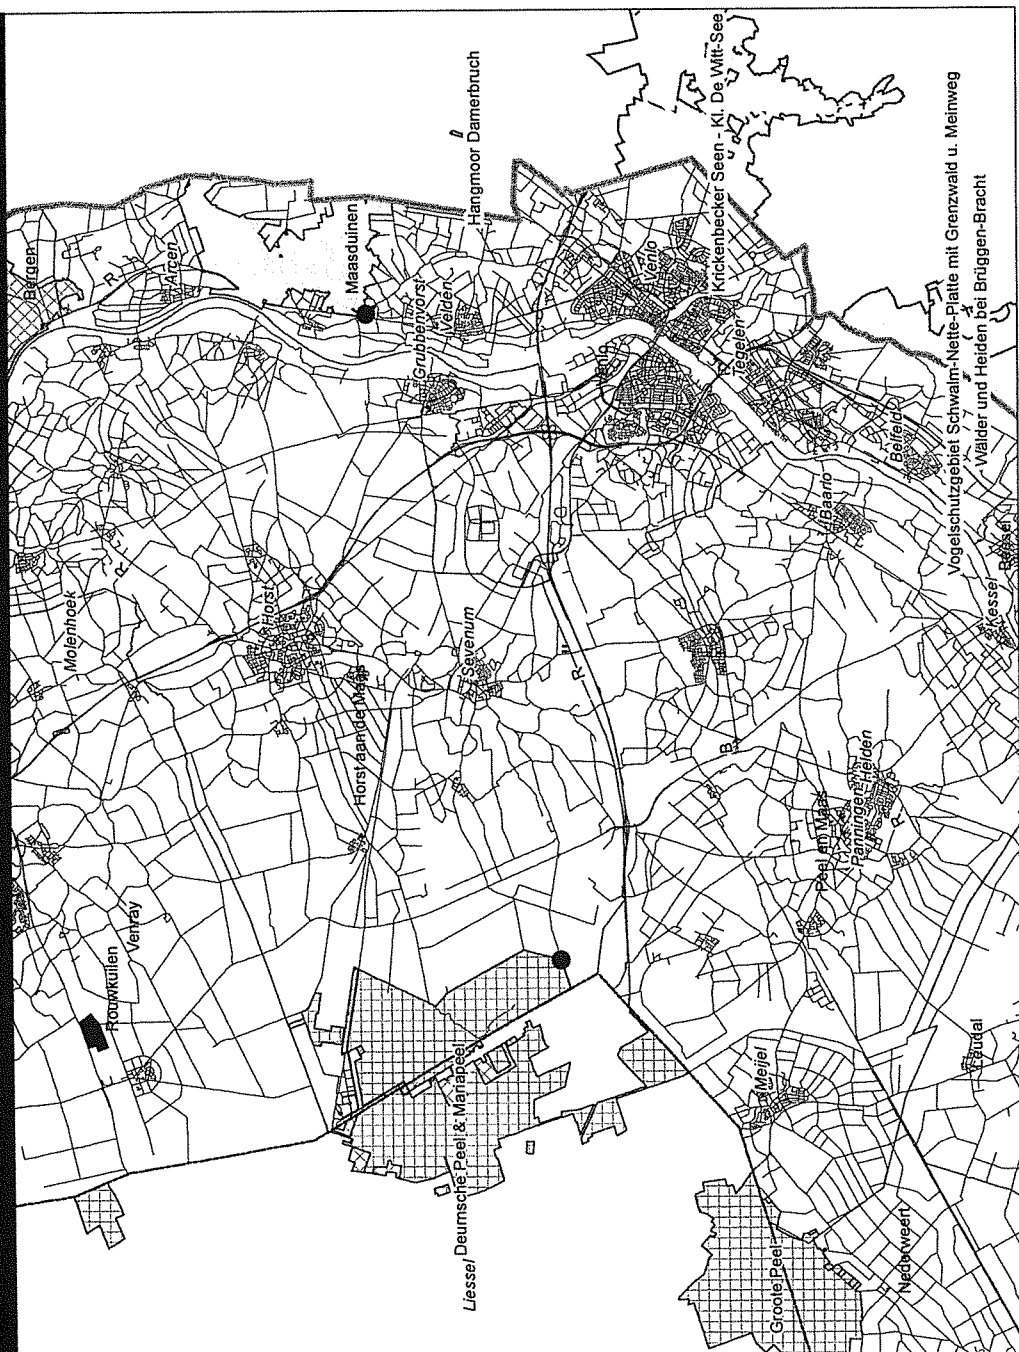 Bergen
R
Arcen
Maasduinen
Hangmoor Damerbruch
Grubbenvorst
Velden
Venlo
Krickenbecker Seen - Kl. De Witt-See
Tegelen
Belfeld
Vogelschutzgebiet Schwalm-Nette-Platte mit Grenzwald u. Meinweg
Wälder und Heiden bei Brüggen-Bracht
Baarlo
Kessel
Beesel
Molenhoek
R
Horst
Horst aan de Maas
Sevenum
R
B
Peel en Maas
Panningen-Heiden
R
Venray
Rouwkuilen
Deurnsche Peel & Mariapeel
Liessel
Meijel
Leudal
Groote Peel
Nederweert